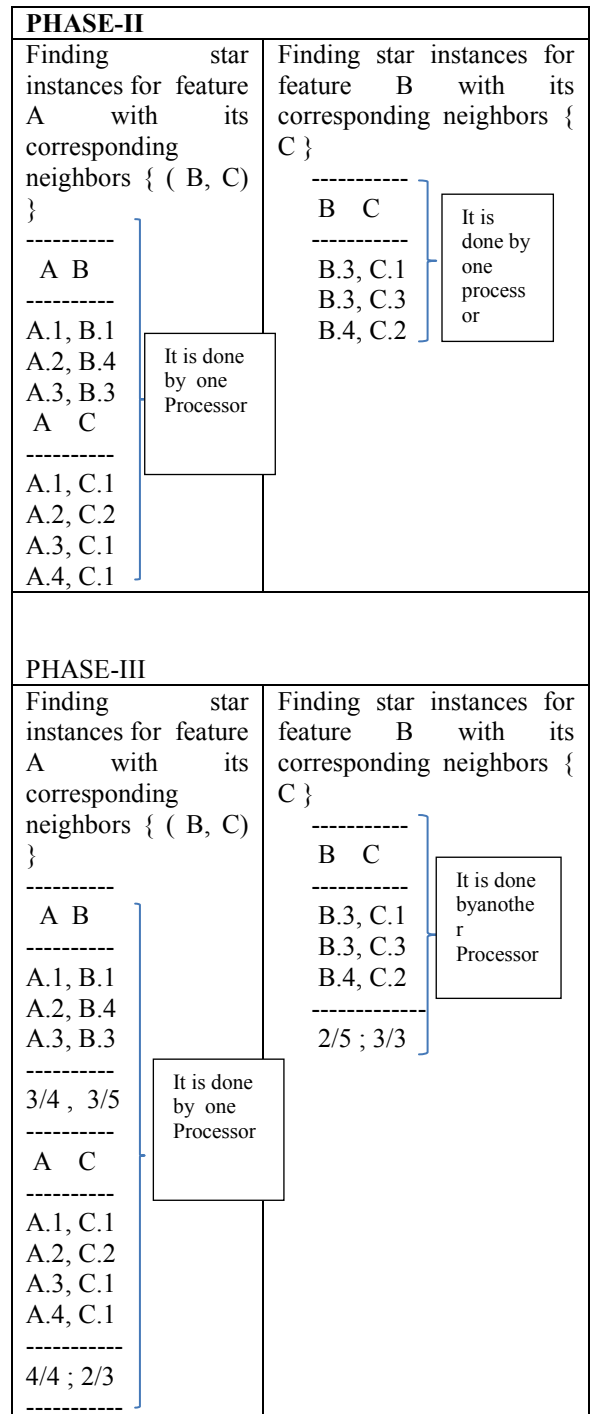 PHASE-II
Finding star
instances for feature
A with its
corresponding
neighbors { ( B, C)
}
----------
A B
----------
A.1, B.1
A.2, B.4
A.3, B.3
A C
----------
A.1, C.1
A.2, C.2
A.3, C.1
A.4, C.1
It is done
by one
Processor
Finding star instances for
feature B with its
corresponding neighbors {
C }
-----------
B C
-----------
B.3, C.1
B.3, C.3
B.4, C.2
It is
done by
one
process
or
PHASE-III
Finding star
instances for feature
A with its
corresponding
neighbors { ( B, C)
}
----------
A B
----------
A.1, B.1
A.2, B.4
A.3, B.3
----------
3/4 , 3/5
----------
A C
----------
A.1, C.1
A.2, C.2
A.3, C.1
A.4, C.1
-----------
4/4 ; 2/3
-----------
It is done
by one
Processor
Finding star instances for
feature B with its
corresponding neighbors {
C }
-----------
B C
-----------
B.3, C.1
B.3, C.3
B.4, C.2
-------------
2/5 ; 3/3
It is done
byanothe
r
Processor